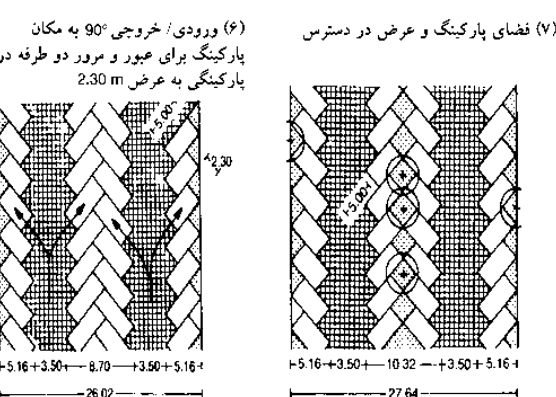 (۶) ورودی/ خروجی °90 به مکان
پارکینگ برای عبور و مرور دو طرفه در
پارکینگی به عرض 2.30 m
+5.00+
2.30
5.16+3.50+ 8.70 +3.50+5.16
26.02
(۷) فضای پارکینگ و عرض در دسترس
+5.00+
5.16+3.50+ 10.32 +3.50+5.16
27.64